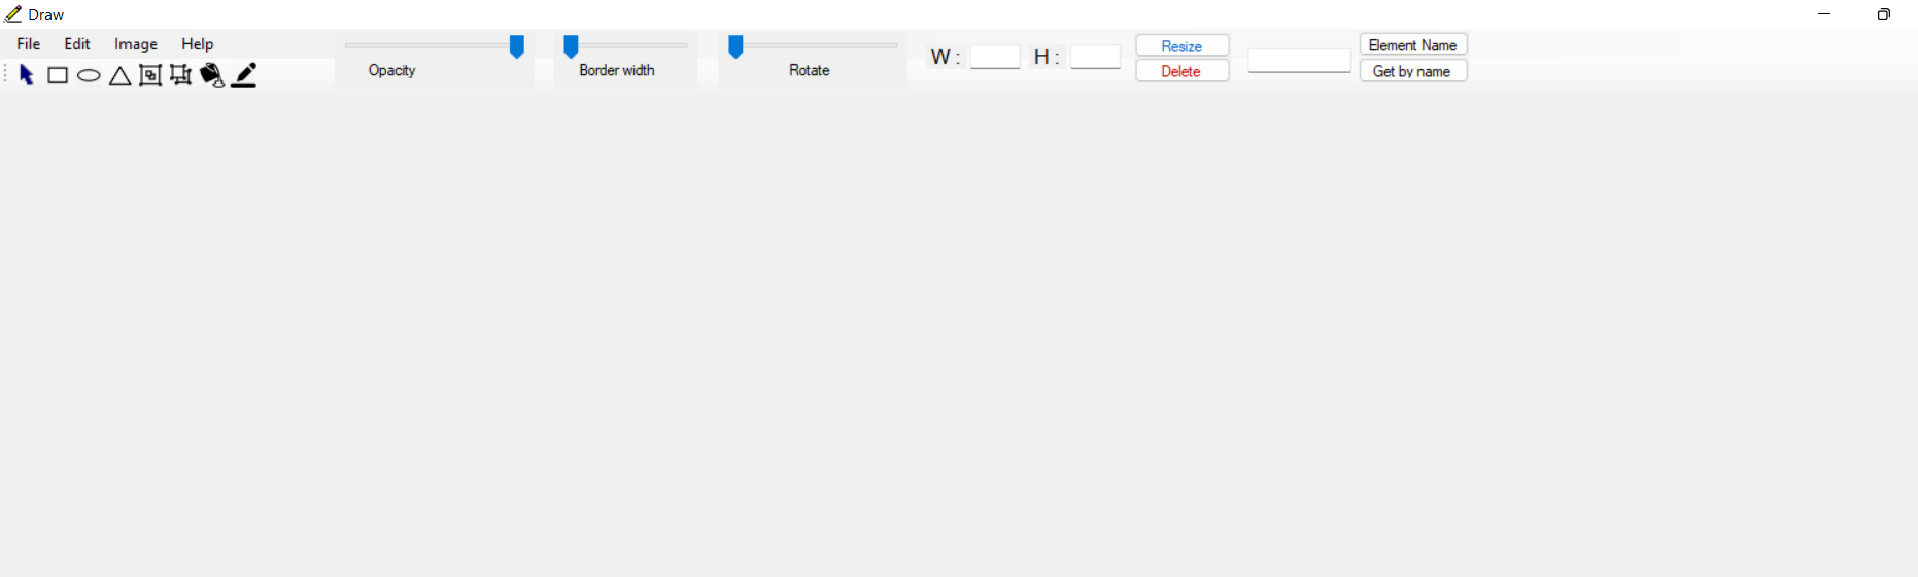 Draw
File Edit Image Help
Opacity
Border width
Rotate
W :
H :
Resize
Delete
Element Name
Get by name